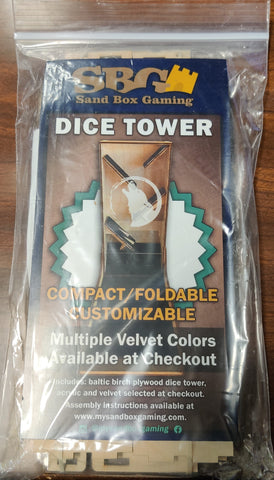 SBG
Sand Box Gaming
DICE TOWER
COMPACT/FOLDABLE
CUSTOMIZABLE
Multiple Velvet Colors
Available at Checkout
Includes: baltic birch plywood dice tower,
acrylic and velvet selected at checkout.
Assembly instructions available at
www.mysandboxgaming.com
gaming